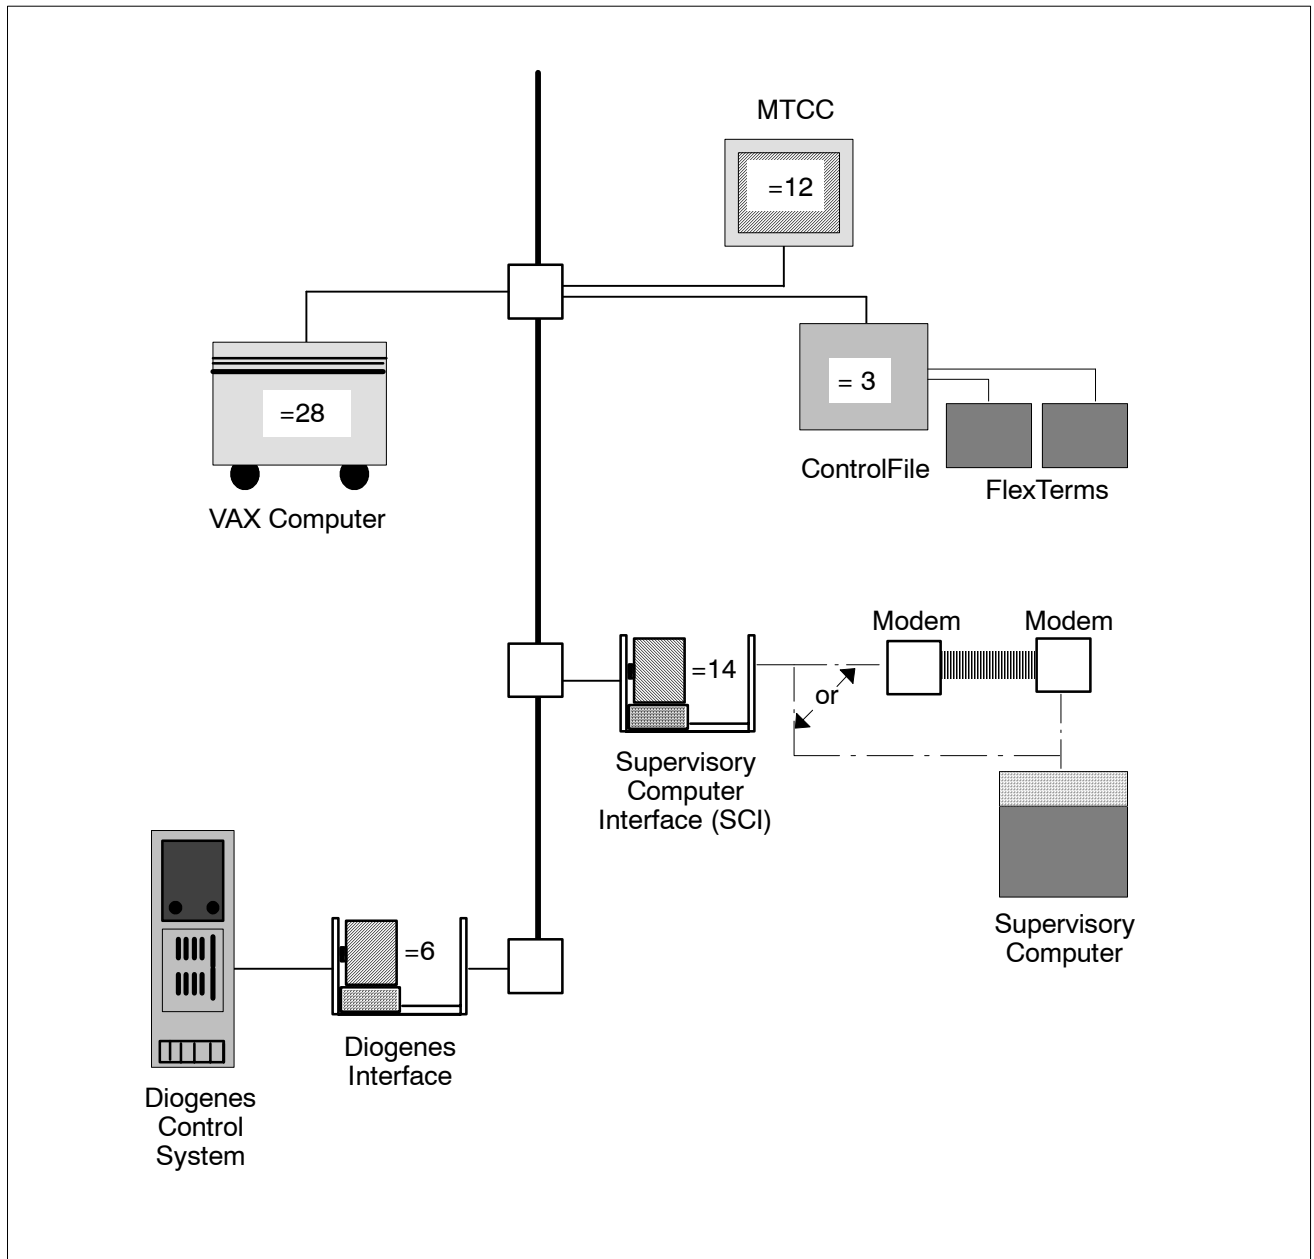 MTCC
=12
= 3
ControlFile
FlexTerms
=28
VAX Computer
Modem
Modem
=14
or
Supervisory
Computer
Interface (SCI)
Supervisory
Computer
=6
Diogenes
Interface
Diogenes
Control
System